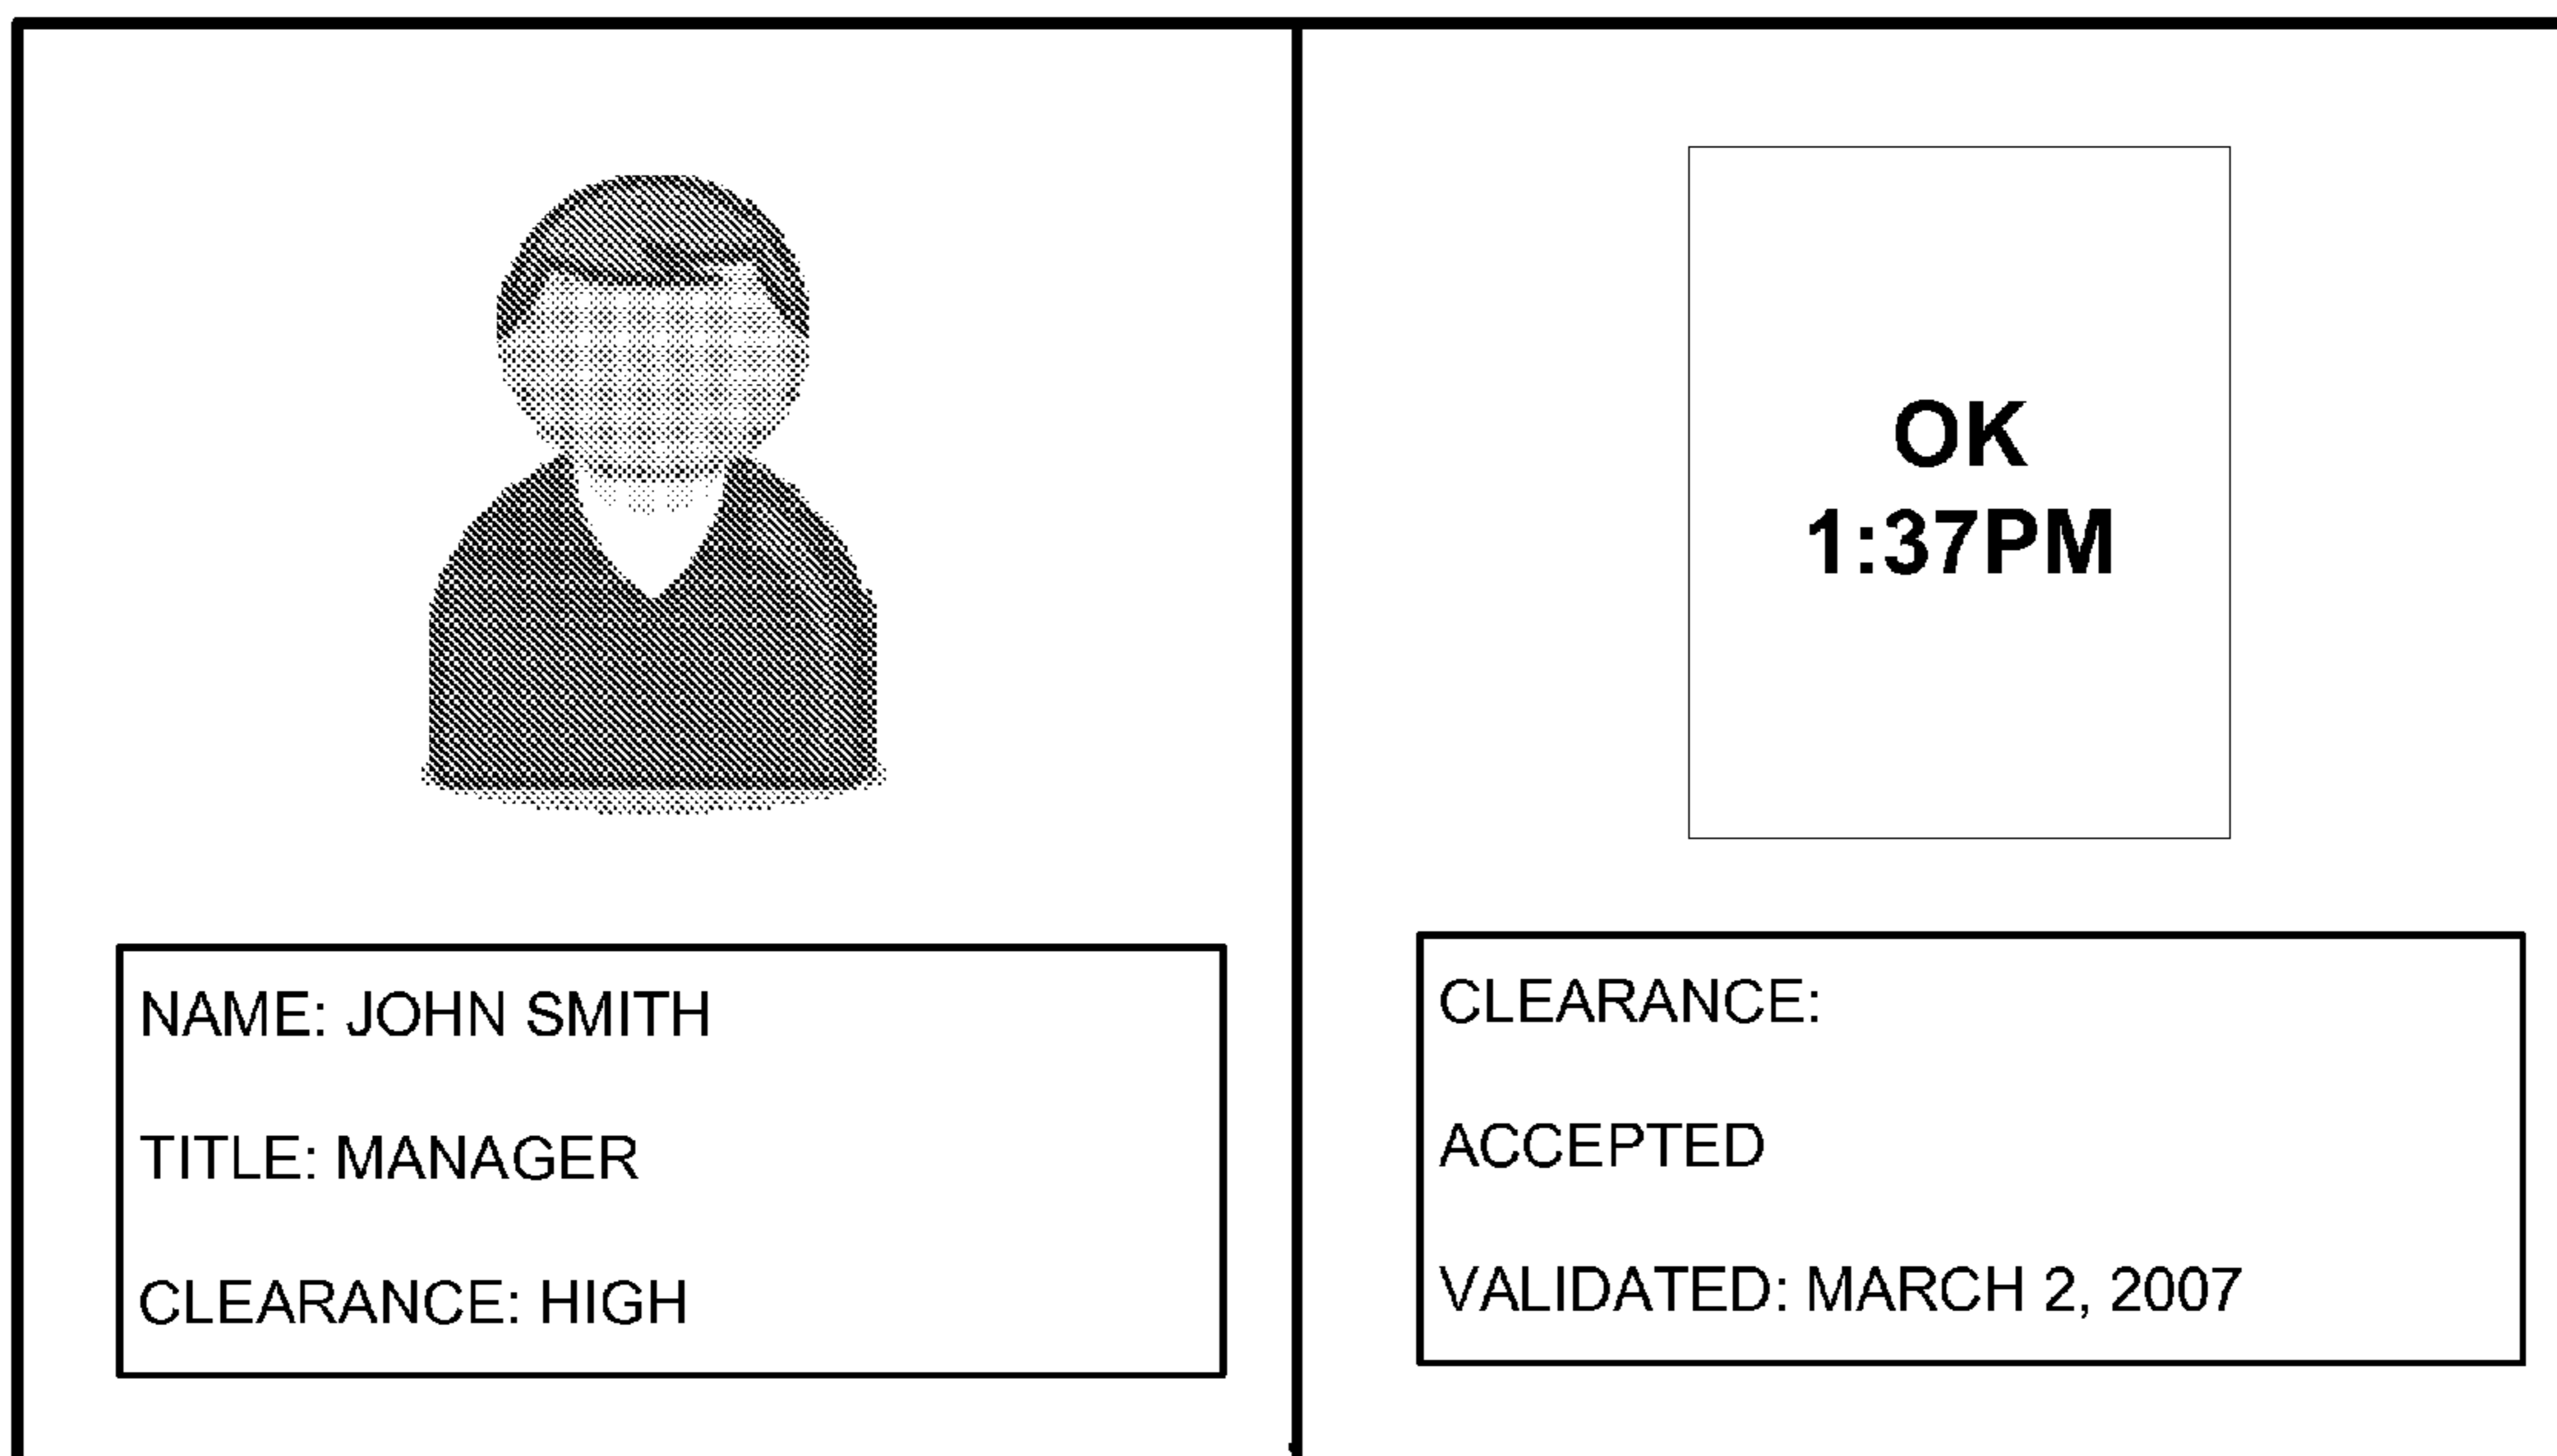 NAME: JOHN SMITH
TITLE: MANAGER
CLEARANCE: HIGH
OK
1:37PM
CLEARANCE:
ACCEPTED
VALIDATED: MARCH 2, 2007